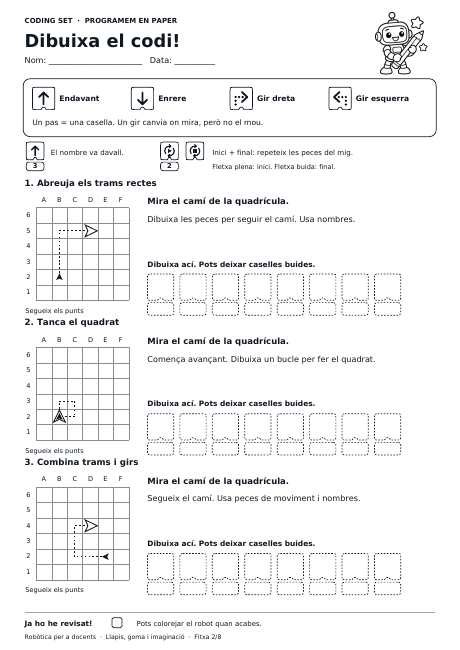 CODING SET · PROGRAMEM EN PAPER
Dibuixa el codi!
Nom: ______________________ Data: __________
Endavant
Enrere
Gir dreta
Gir esquerra
Un pas = una casella. Un gir canvia on mira, però no el mou.
3
El nombre va davall.
2
Inici + final: repeteix les peces del mig.
Fletxa plena: inici. Fletxa buida: final.
1. Abreuja els trams rectes
A B C D E F
6
5
4
3
2
1
Segueix els punts
Mira el camí de la quadrícula.
Dibuixa les peces per seguir el camí. Usa nombres.
Dibuixa ací. Pots deixar caselles buides.
2. Tanca el quadrat
A B C D E F
6
5
4
3
2
1
Segueix els punts
Mira el camí de la quadrícula.
Comença avançant. Dibuixa un bucle per fer el quadrat.
Dibuixa ací. Pots deixar caselles buides.
3. Combina trams i girs
A B C D E F
6
5
4
3
2
1
Segueix els punts
Mira el camí de la quadrícula.
Segueix el camí. Usa peces de moviment i nombres.
Dibuixa ací. Pots deixar caselles buides.
Ja ho he revisat!
Pots colorejar el robot quan acabes.
Robòtica per a docents · Llapis, goma i imaginació · Fitxa 2/8